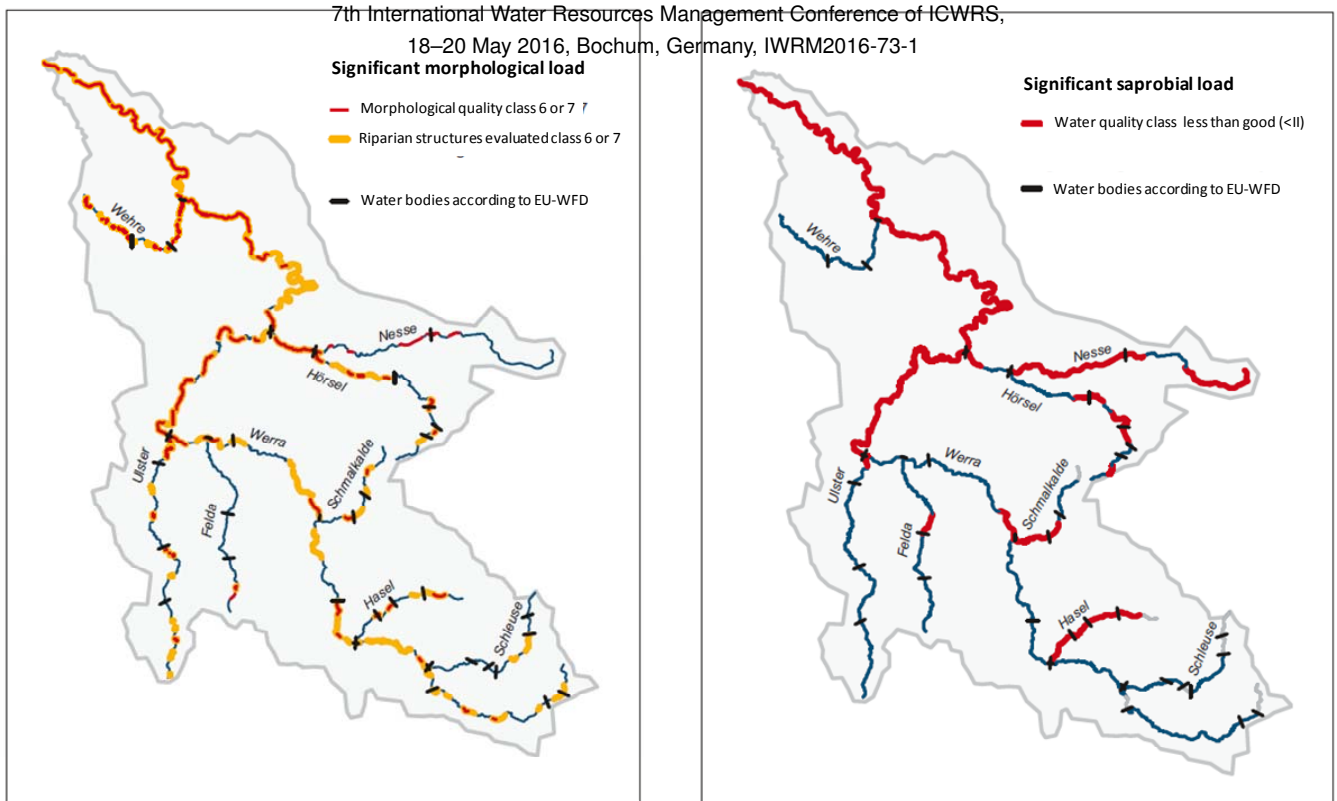 7th International Water Resources Management Conference of ICWRS,
18–20 May 2016, Bochum, Germany, IWRM2016-73-1
Significant morphological load
Morphological quality class 6 or 7
Riparian structures evaluated class 6 or 7
Water bodies according to EU-WFD
Wehre
Nesse
Hörsel
Werra
Ulster
Schmalkalde
Felda
Hasel
Schleuse
Significant saprobial load
Water quality class less than good (<II)
Water bodies according to EU-WFD
Wehre
Nesse
Hörsel
Werra
Ulster
Schmalkalde
Felda
Hasel
Schleuse